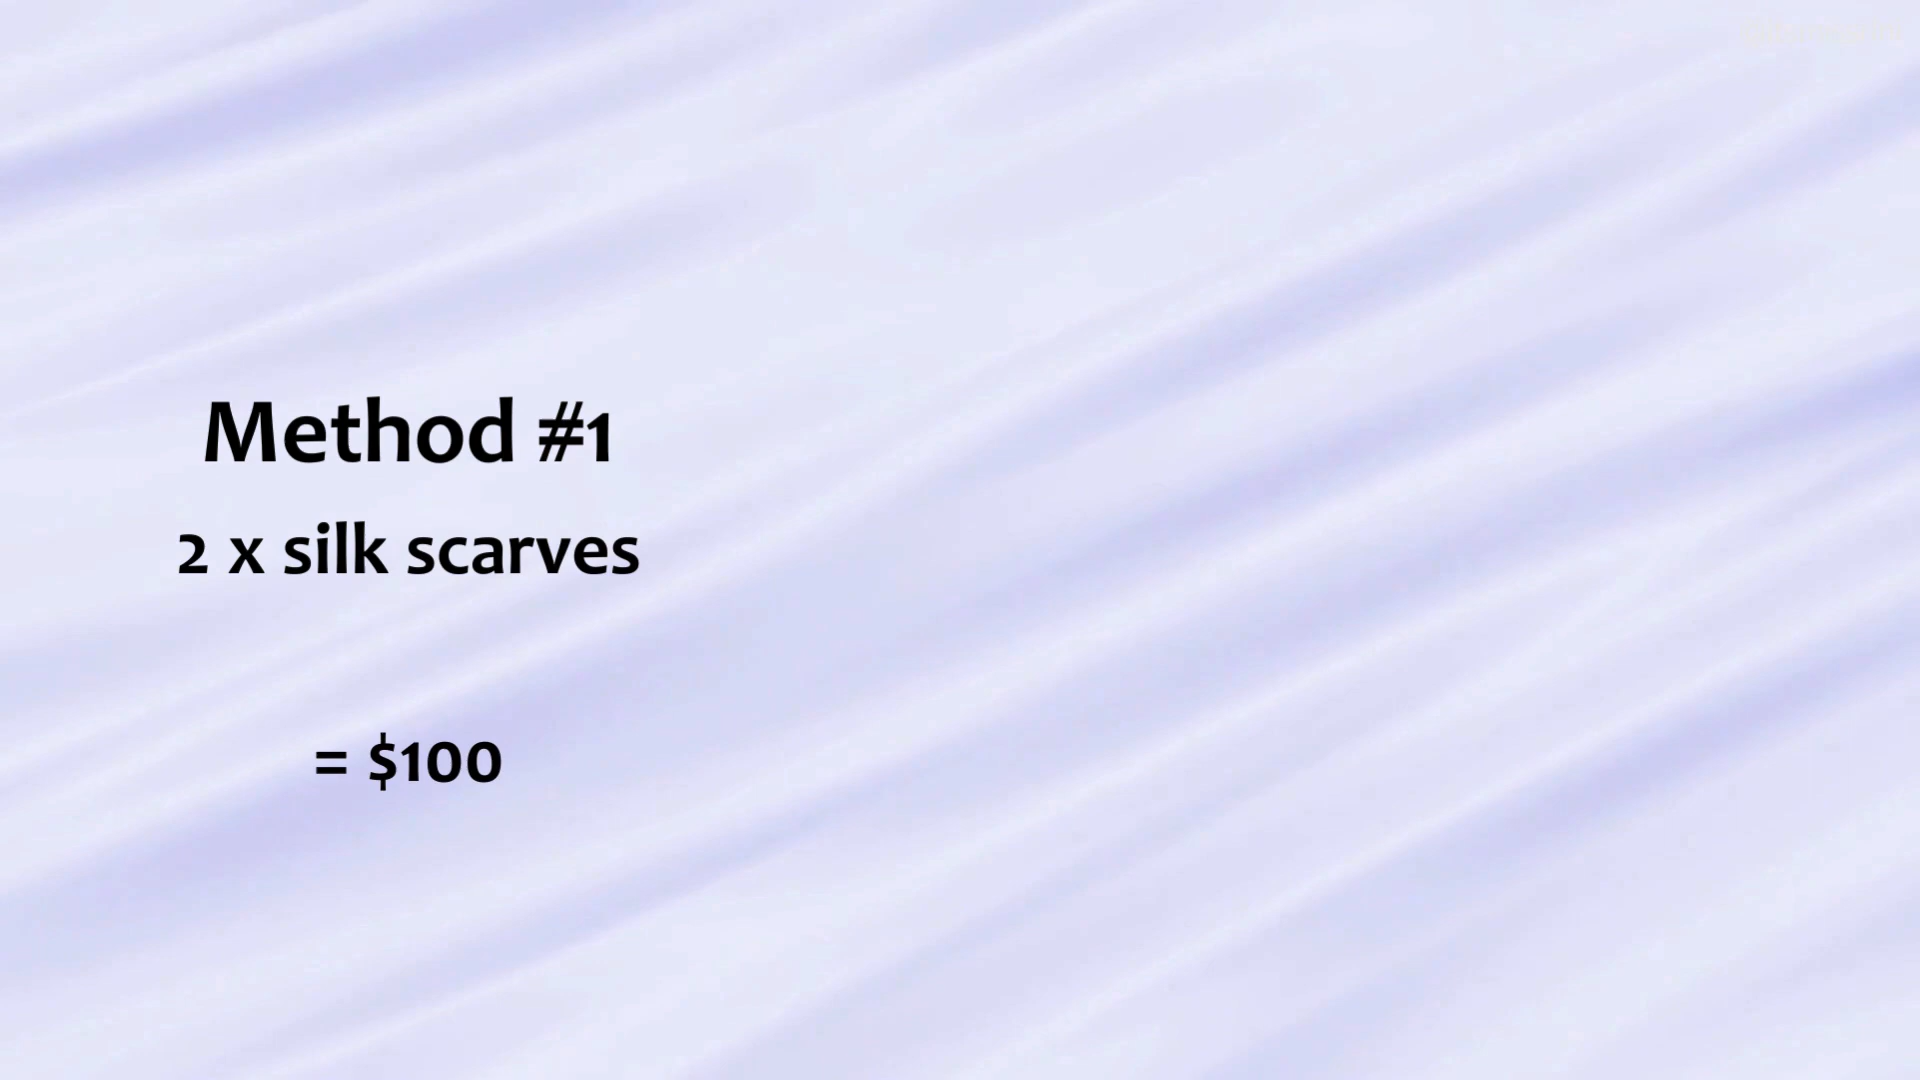 Method #1
2 x silk scarves
= $100